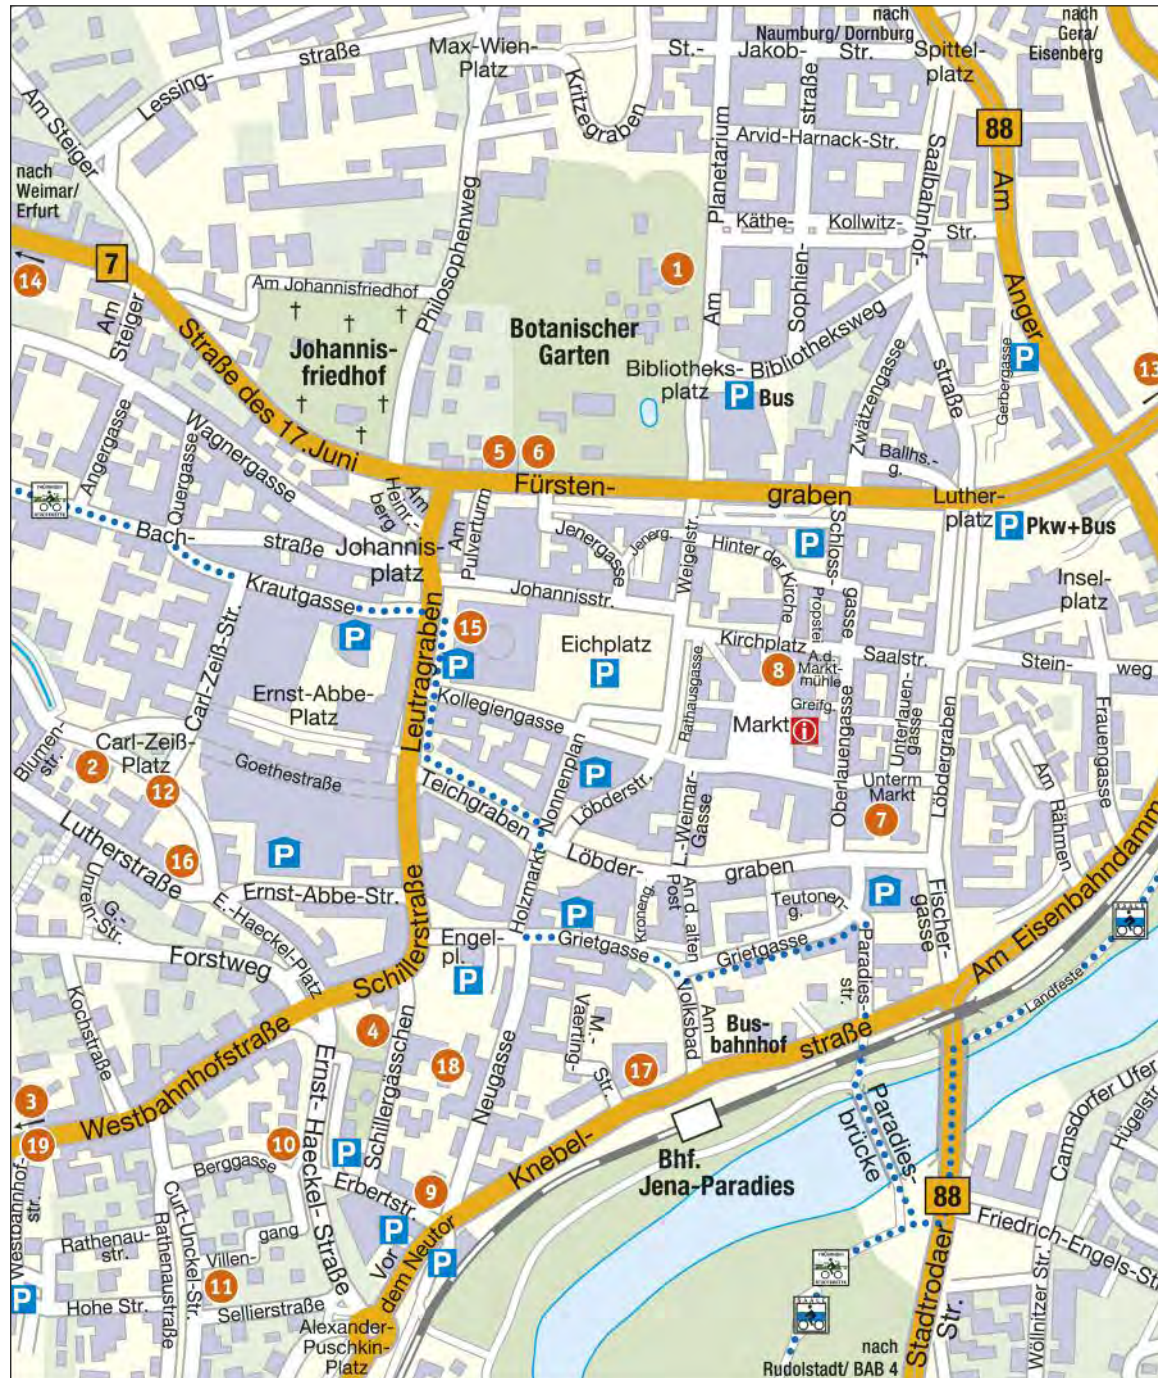 nach
Naumburg/ Dornburg
nach
Gera/
Eisenberg
Lessing-
straße
Max-Wien-
Platz
St.-
Jakob-
Str.
Spittel-
platz
Kritzegraben
straße
Arvid-Harnack-Str.
88
Am Steiger
nach
Weimar/
Erfurt
Philosophenweg
Planetarium
Am
Käthe-
Kollwitz-
Str.
Saalbahnhof-
straße
Am
Anger
14
7
Am
Steiger
Am Johannisfriedhof
Johannis-
friedhof
Straße des 17.Juni
1
Botanischer
Garten
Sophien-
Bibliotheks-
platz
Bibliotheksweg
P Bus
Zwätzengasse
Gerbergasse
P
13
Wagnergasse
Angergasse
Quergasse
5
6
Fürsten-
graben
Ballhs.-
g.
Luther-
platz
P Pkw+Bus
Am
Heinr.-
berg
Am
Pulverturm
Bach-
straße
Johannis-
platz
Jenergasse
Jenerg.
Weigelstr.
Hinter der Kirche
P
Schloss-
gasse
Propstei
Insel-
platz
Krautgasse
Johannisstr.
P
15
P
Eichplatz
P
Kirchplatz
8
A.d.
Markt-
mühle
Saalstr.
Stein-
weg
Carl-Zeiß-Str.
Ernst-Abbe-
Platz
Leutragraben
Kollegiengasse
Rathausgasse
Greifg.
Markt
i
Oberlauengasse
Unterlauen-
gasse
Löbdergraben
Frauengasse
Blumen-
str.
2
Carl-Zeiß-
Platz
12
Goethestraße
Teichgraben
Nonnenplan
P
Löbderstr.
L.-Weimar-
Gasse
Unterm
Markt
7
Am
Rähmen
Lutherstraße
16
P
Ernst-Abbe-Str.
Schillerstraße
Holzmarkt
Löbder-
graben
Unrein-
G.-
Str.
E.-Haeckel-Platz
Forstweg
Engel-
pl.
P
P
Grietgasse
Kroneng.
An d. alten
Post
Teutonen-
g.
P
Grietgasse
Paradies-
str.
Fischer-
gasse
Am Eisenbahndamm
Landfeste
Kochstraße
4
Schillergässchen
18
Neugasse
M.-
Vaerting-
Str.
17
Am
Volksbad
Bus-
bahnhof
straße
3
19
Westbahnhofstraße
Westbahnhof-
str.
10
Berggasse
Ernst- Haeckel- Straße
P
Erbertstr.
9
Knebel-
Bhf.
Jena-Paradies
Paradies-
brücke
88
Camsdorfer Ufer
Hügelstr.
Friedrich-Engels-Str
Rathenau-
str.
Curt-Unckel-Str.
Rathenaustraße
Villen-
gang
11
P
Hohe Str.
Sellierstraße
P
P
Vor
dem Neutor
Alexander-
Puschkin-
Platz
Stadtrodaer
Str.
Wöllnitzer Str.
nach
Rudolstadt/ BAB 4